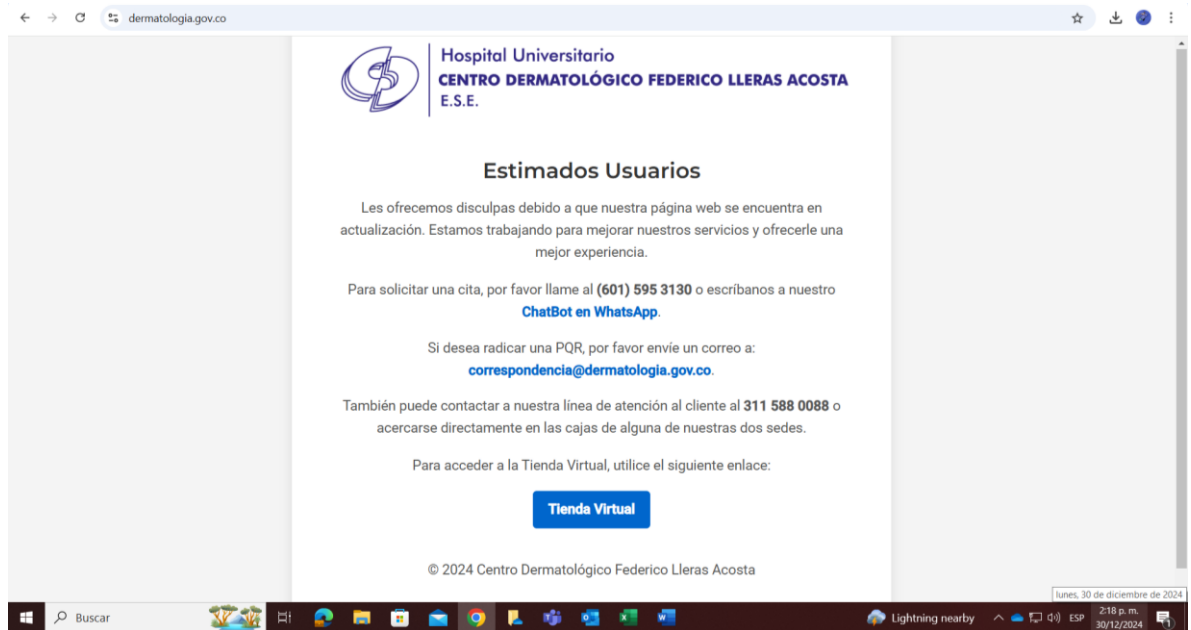 dermatologia.gov.co
Hospital Universitario
CENTRO DERMATOLÓGICO FEDERICO LLERAS ACOSTA
E.S.E.
Estimados Usuarios
Les ofrecemos disculpas debido a que nuestra página web se encuentra en
actualización. Estamos trabajando para mejorar nuestros servicios y ofrecerle una
mejor experiencia.
Para solicitar una cita, por favor llame al (601) 595 3130 o escríbanos a nuestro
ChatBot en WhatsApp.
Si desea radicar una PQR, por favor envíe un correo a:
correspondencia@dermatologia.gov.co.
También puede contactar a nuestra línea de atención al cliente al 311 588 0088 o
acercarse directamente en las cajas de alguna de nuestras dos sedes.
Para acceder a la Tienda Virtual, utilice el siguiente enlace:
Tienda Virtual
© 2024 Centro Dermatológico Federico Lleras Acosta
lunes, 30 de diciembre de 2024
Buscar
Lightning nearby
ESP
2:18 p. m.
30/12/2024